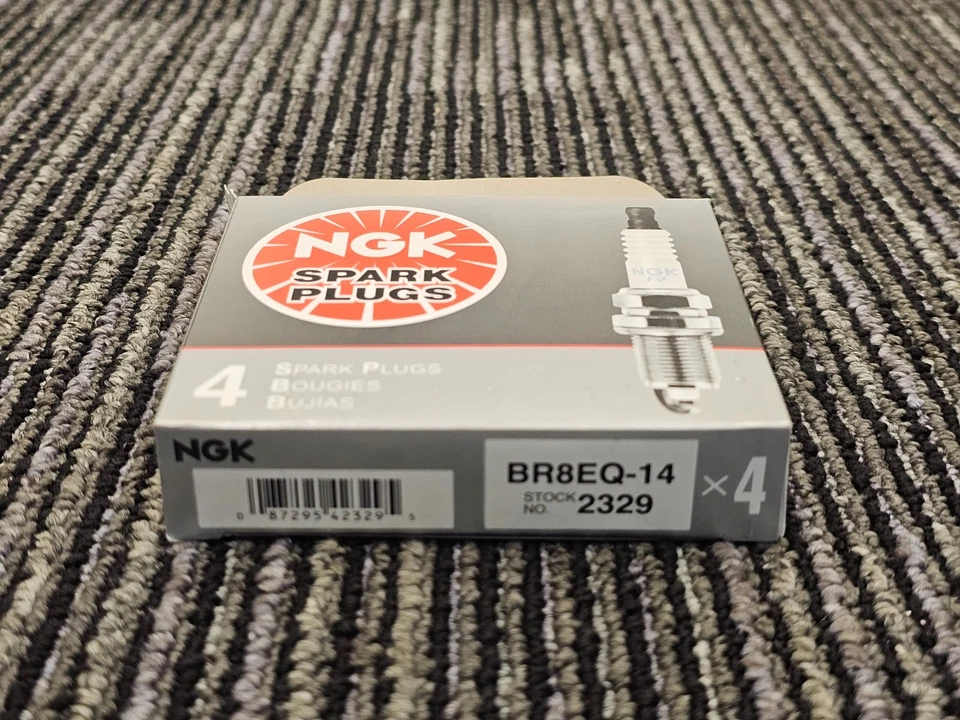 NGK
SPARK
PLUGS
NGK
R
4
SPARK PLUGS
BOUGIES
BUJÍAS
NGK
0 87295 42329 5
BR8EQ-14
STOCK NO. 2329
×4